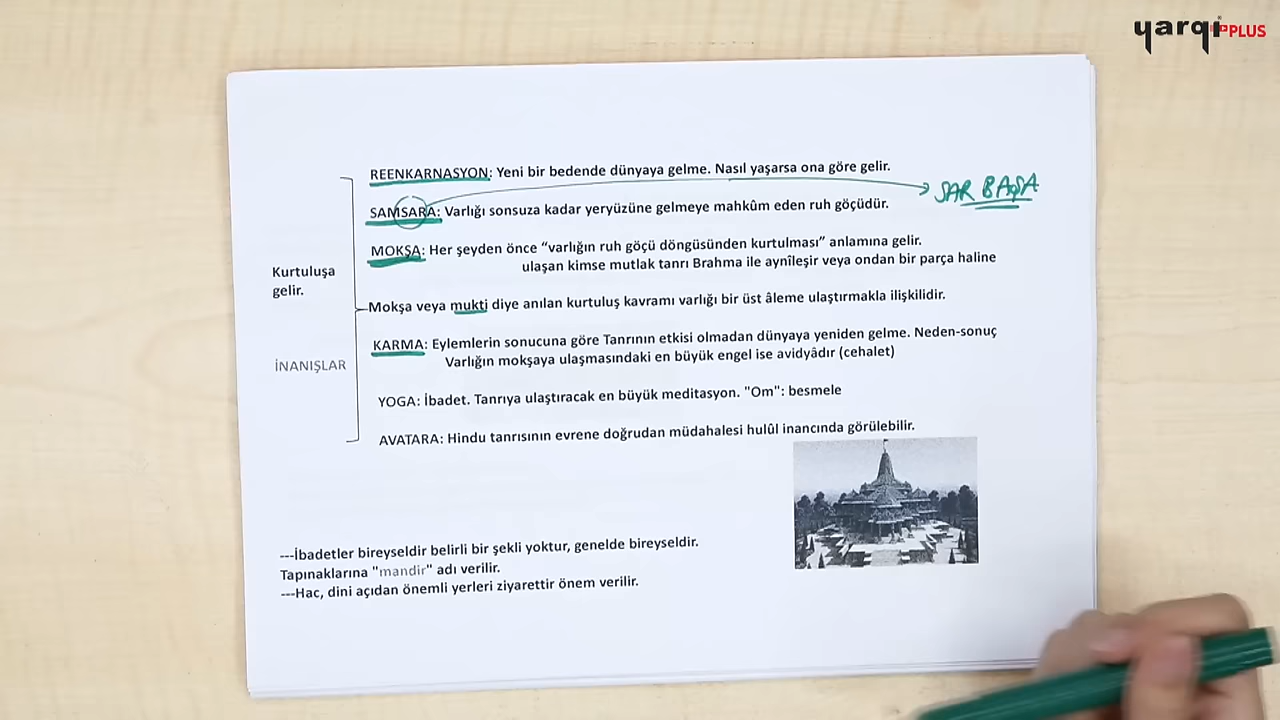 yarqi PLUS
REENKARNASYON: Yeni bir bedende dünyaya gelme. Nasıl yaşarsa ona göre gelir.
SAR BAŞA
SAMSARA: Varlığı sonsuza kadar yeryüzüne gelmeye mahkûm eden ruh göçüdür.
MOKŞA: Her şeyden önce “varlığın ruh göçü döngüsünden kurtulması” anlamına gelir.
ulaşan kimse mutlak tanrı Brahma ile aynîleşir veya ondan bir parça haline
Kurtuluşa
gelir.
Mokşa veya mukti diye anılan kurtuluş kavramı varlığı bir üst âleme ulaştırmakla ilişkilidir.
KARMA: Eylemlerin sonucuna göre Tanrının etkisi olmadan dünyaya yeniden gelme. Neden-sonuç
Varlığın mokşaya ulaşmasındaki en büyük engel ise avidyâdır (cehalet)
İNANIŞLAR
YOGA: İbadet. Tanrıya ulaştıracak en büyük meditasyon. "Om": besmele
AVATARA: Hindu tanrısının evrene doğrudan müdahalesi hulûl inancında görülebilir.
---İbadetler bireyseldir belirli bir şekli yoktur, genelde bireyseldir.
Tapınaklarına "mandir" adı verilir.
---Hac, dini açıdan önemli yerleri ziyarettir önem verilir.